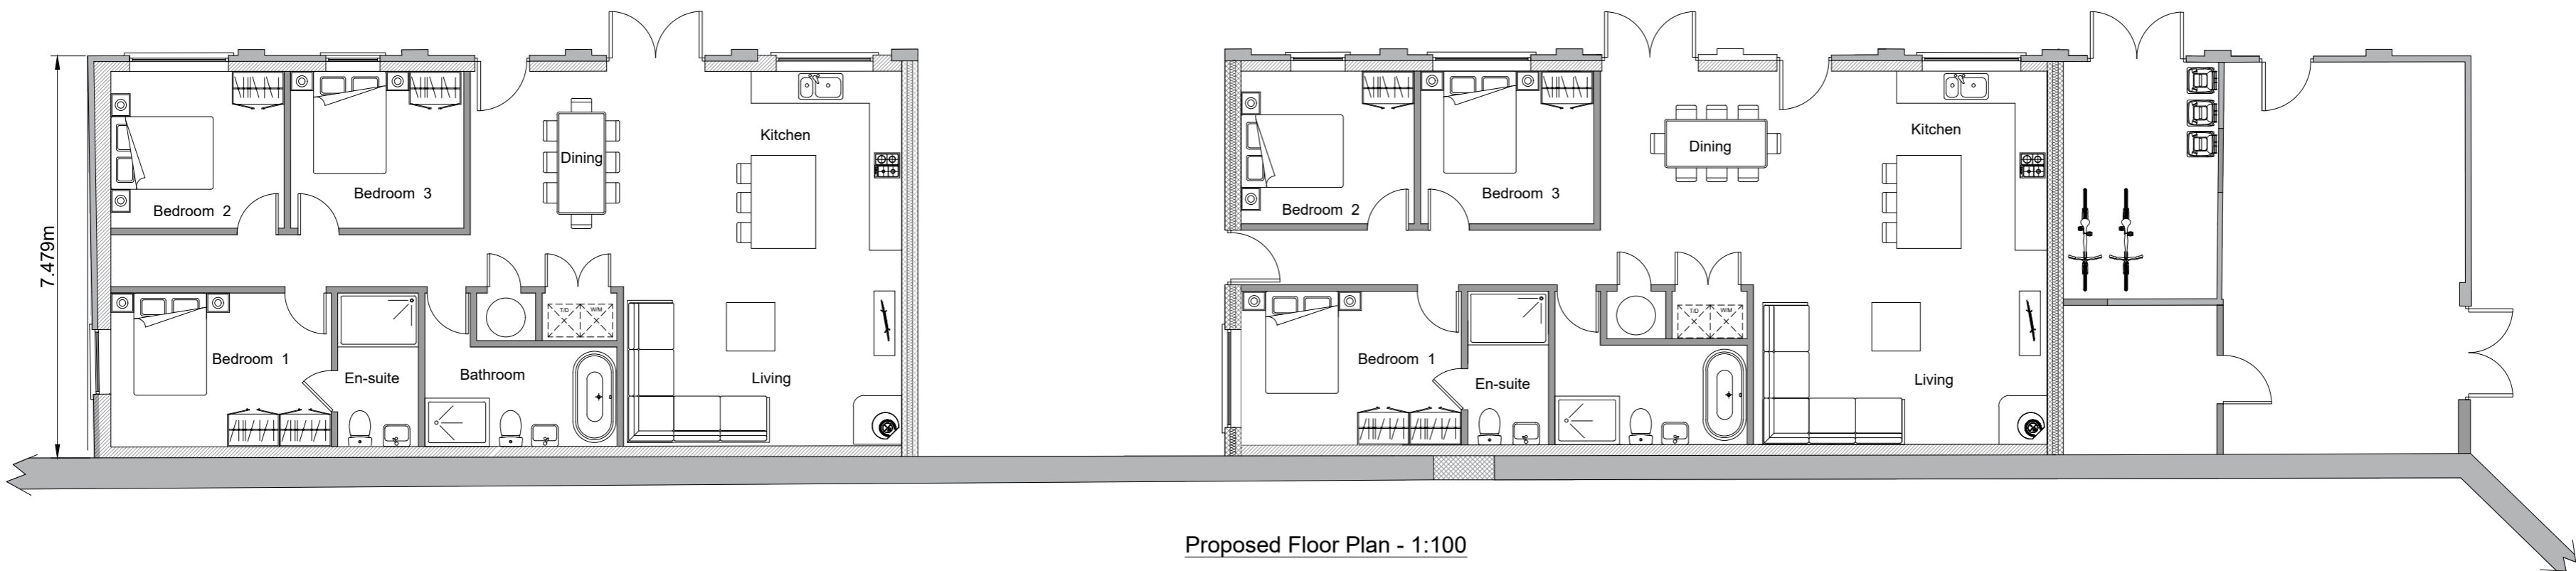 7.479m
Bedroom 2
Bedroom 3
Dining
Kitchen
Bedroom 1
En-suite
Bathroom
T/D
W/M
Living
Bedroom 2
Bedroom 3
Dining
Kitchen
Bedroom 1
En-suite
T/D
W/M
Living
Proposed Floor Plan - 1:100